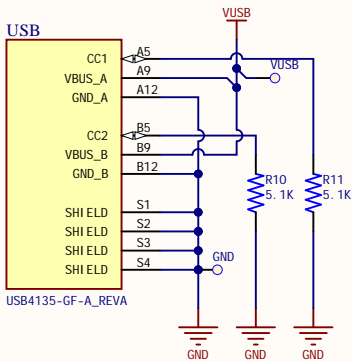 VUSB
USB
CC1 A5
VUSB
VBUS_A A9
GND_A A12
CC2 B5
VBUS_B B9
GND_B B12
R10 R11
5.1K 5.1K
SHIELD S1
SHIELD S2
SHIELD S3
GND
SHIELD S4
USB4135-GF-A_REVA
GND GND GND